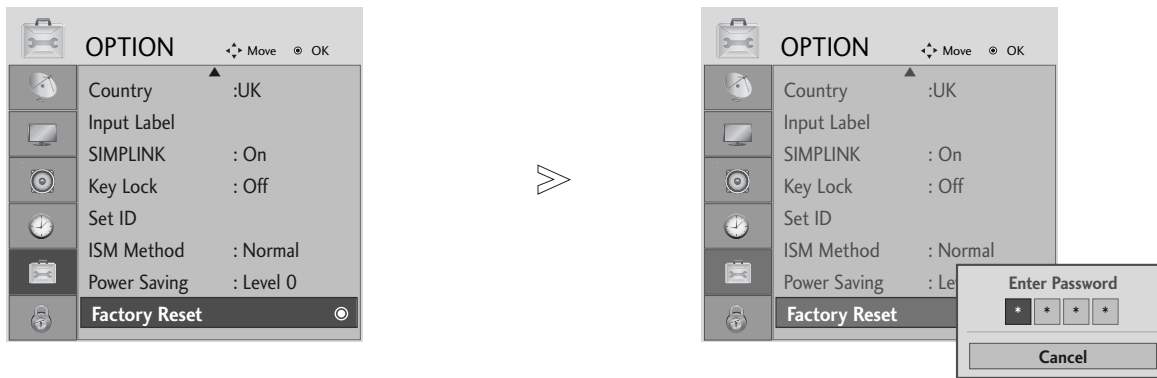 OPTION Move OK
Country :UK
Input Label
SIMPLINK : On
Key Lock : Off
Set ID
ISM Method : Normal
Power Saving : Level 0
Factory Reset
OPTION Move OK
Country :UK
Input Label
SIMPLINK : On
Key Lock : Off
Set ID
ISM Method : Normal
Power Saving : Le
Factory Reset
Enter Password
* * * *
Cancel